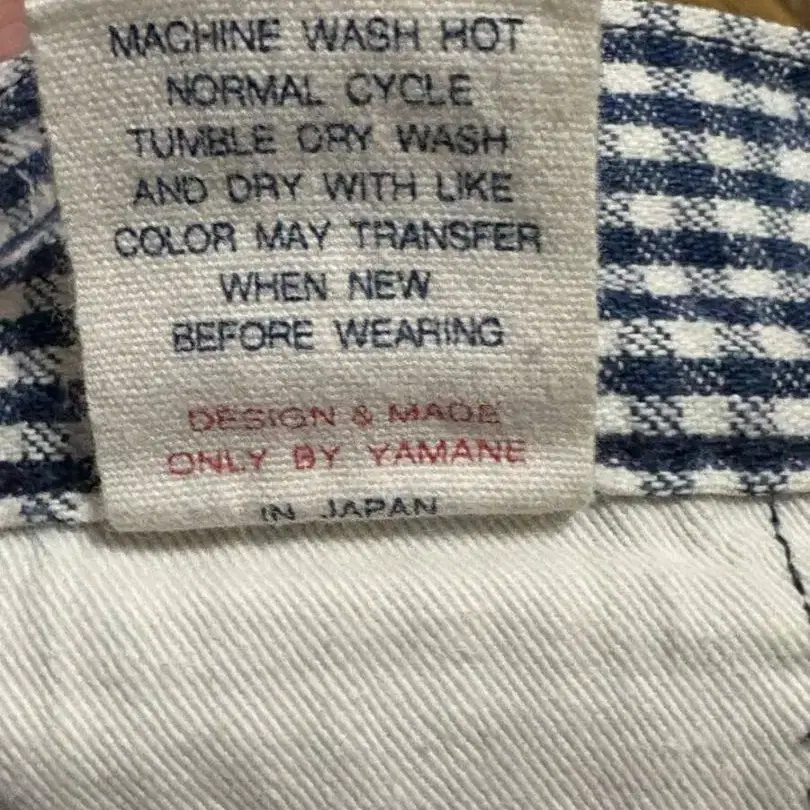 MACHINE WASH HOT
NORMAL CYCLE
TUMBLE DRY WASH
AND DRY WITH LIKE
COLOR MAY TRANSFER
WHEN NEW
BEFORE WEARING
DESIGN & MADE
ONLY BY YAMANE
IN JAPAN